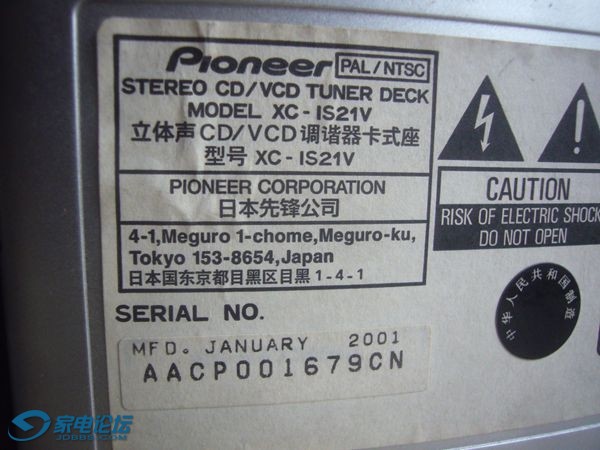 Pioneer PAL/NTSC
STEREO CD/VCD TUNER DECK
MODEL XC-IS21V
立体声CD/VCD调谐器卡式座
型号 XC-IS21V
PIONEER CORPORATION
日本先锋公司
4-1,Meguro 1-chome,Meguro-ku,
Tokyo 153-8654,Japan
日本国东京都目黑区目黑1-4-1
SERIAL NO.
MFD. JANUARY 2001
AACP001679CN
CAUTION
RISK OF ELECTRIC SHOCK
DO NOT OPEN
中华人民共和国制造
家电论坛
JDBBS.COM